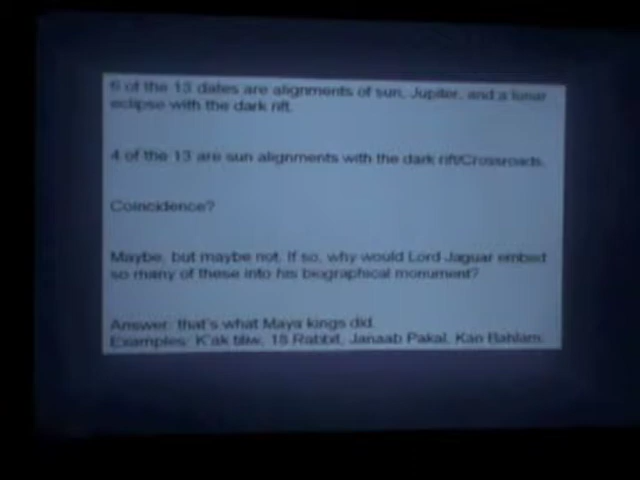 6 of the 13 dates are alignments of sun, Jupiter, and a lunar
eclipse with the dark rift.
4 of the 13 are sun alignments with the dark rift/Crossroads.
Coincidence?
Maybe, but maybe not. If so, why would Lord Jaguar embed
so many of these into his biographical monument?
Answer: that's what Maya kings did.
Examples: K'ak tiliw, 18 Rabbit, Janaab Pakal, Kan Bahlam.